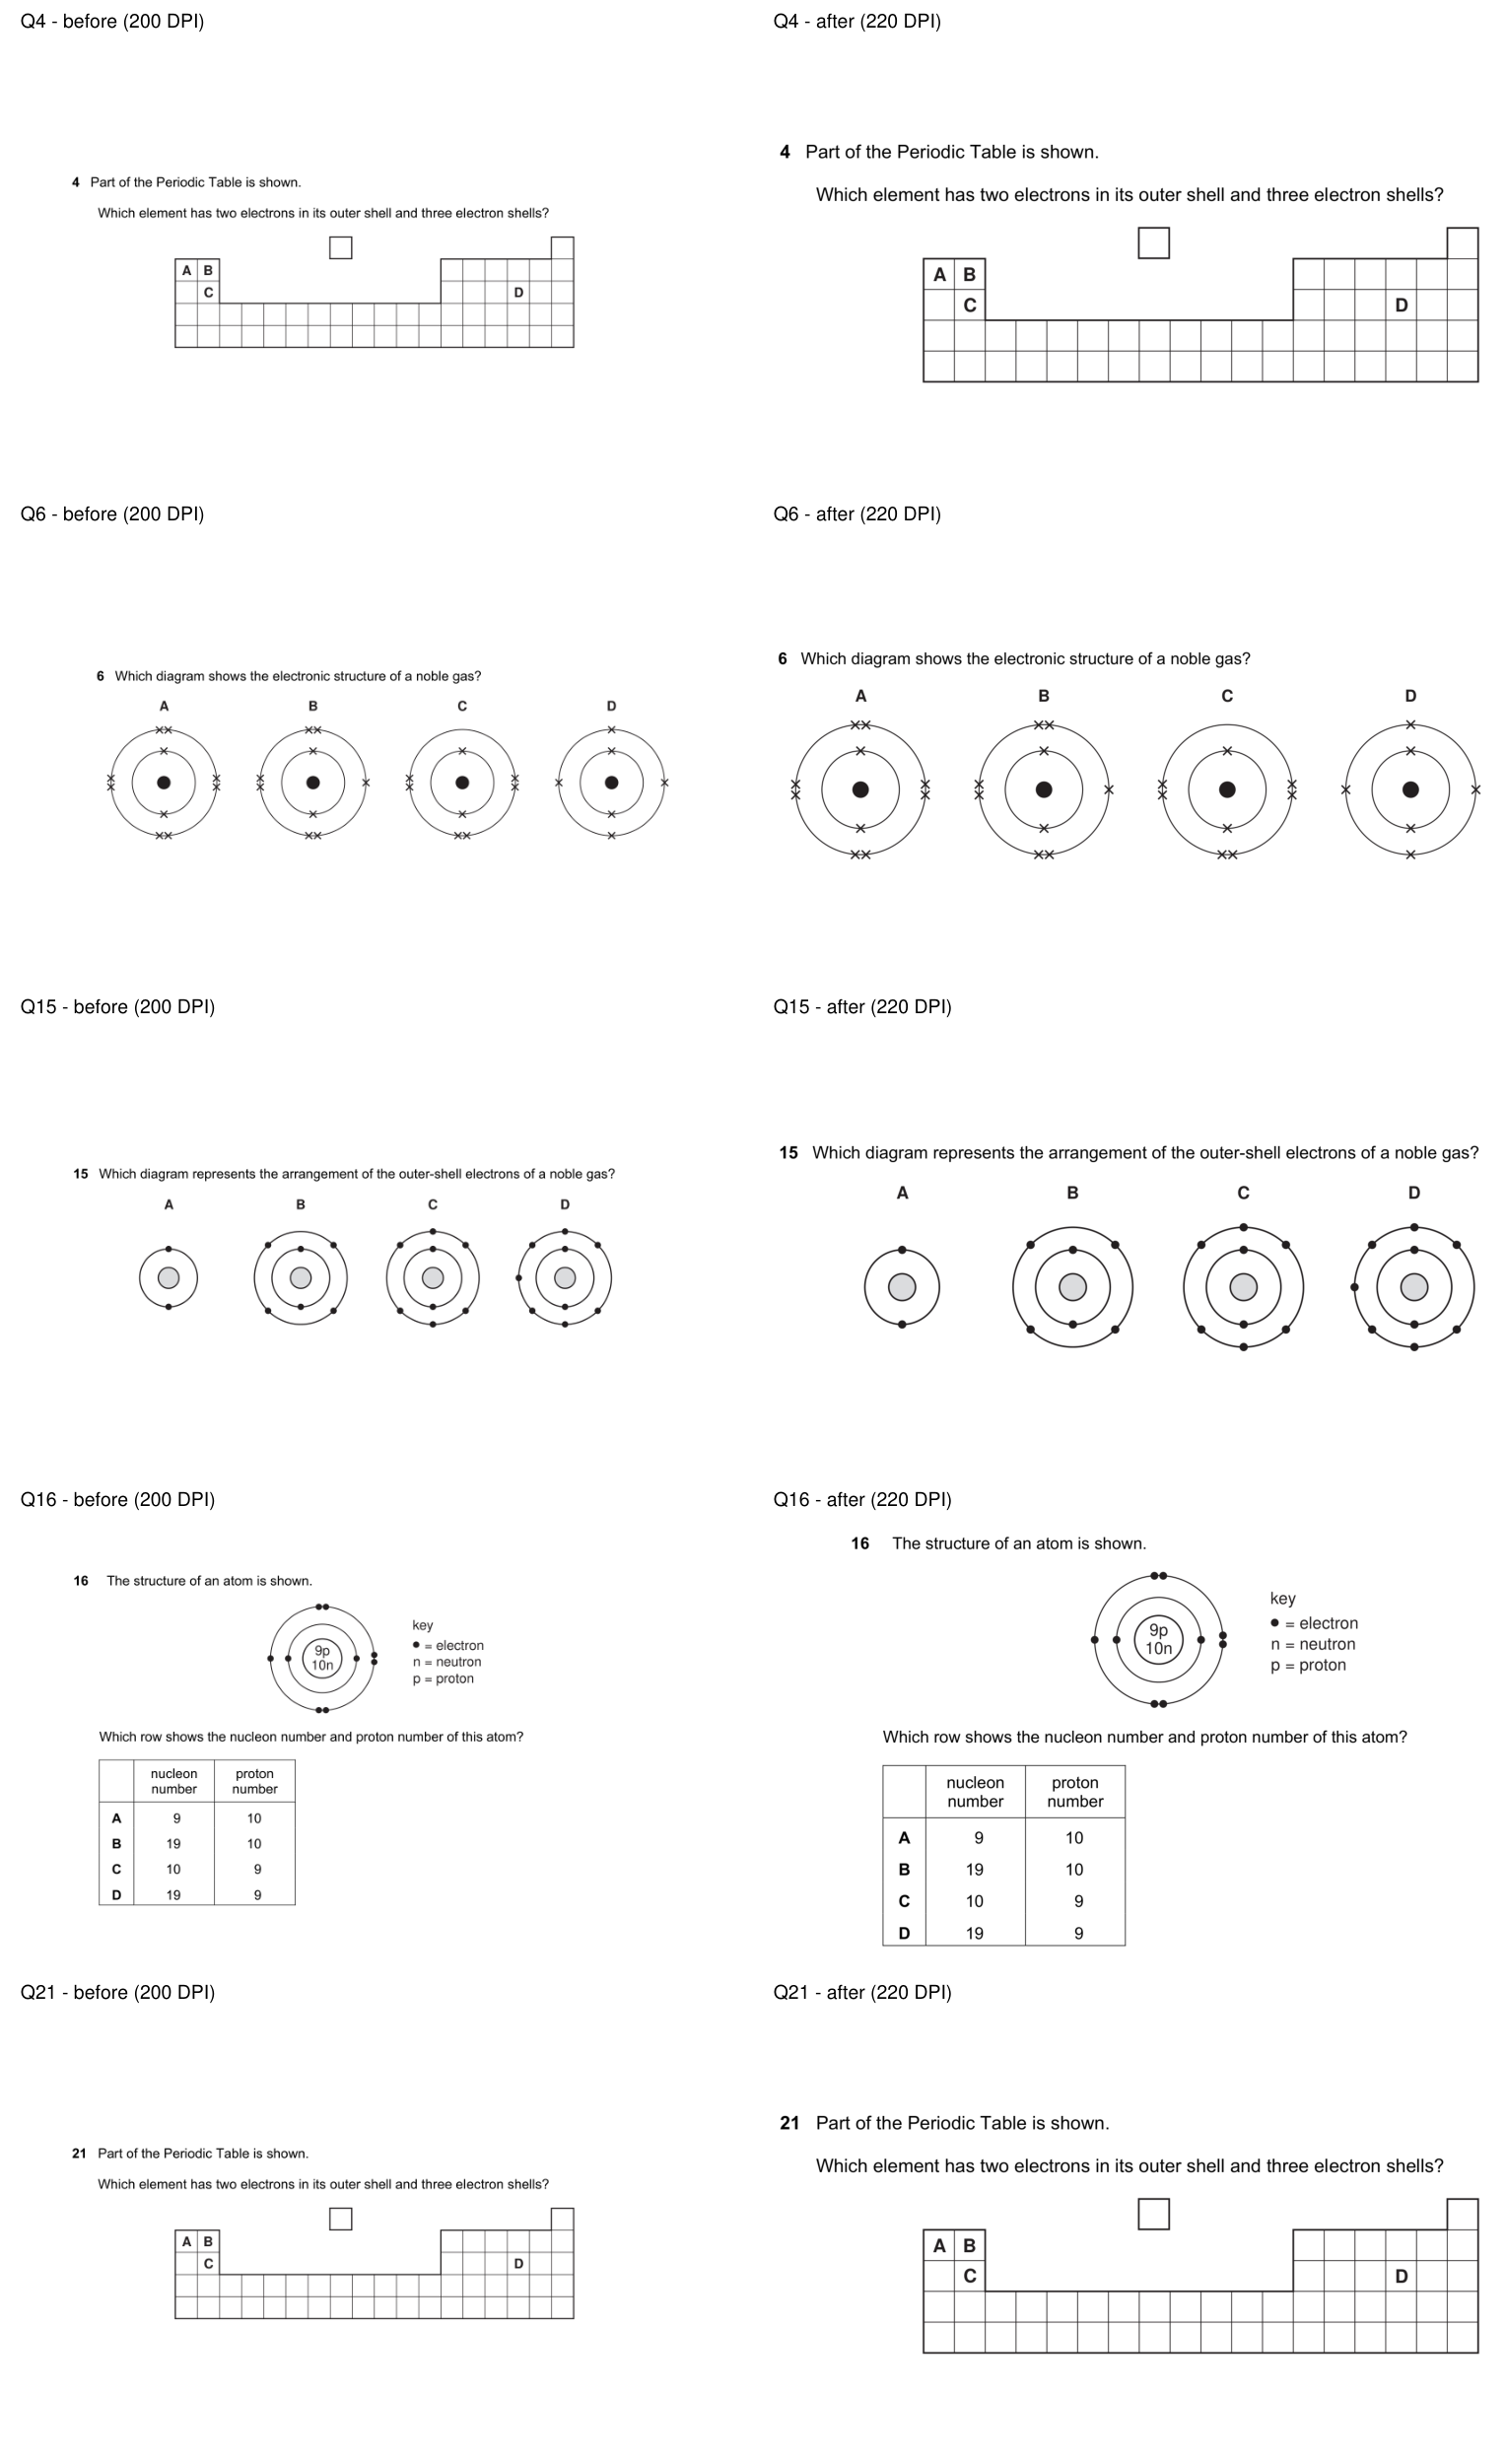 Q4 - before (200 DPI)
4 Part of the Periodic Table is shown.
Which element has two electrons in its outer shell and three electron shells?
A B
C D
Q4 - after (220 DPI)
4 Part of the Periodic Table is shown.
Which element has two electrons in its outer shell and three electron shells?
A B
C D
Q6 - before (200 DPI)
6 Which diagram shows the electronic structure of a noble gas?
A B C D
Q6 - after (220 DPI)
6 Which diagram shows the electronic structure of a noble gas?
A B C D
Q15 - before (200 DPI)
15 Which diagram represents the arrangement of the outer-shell electrons of a noble gas?
A B C D
Q15 - after (220 DPI)
15 Which diagram represents the arrangement of the outer-shell electrons of a noble gas?
A B C D
Q16 - before (200 DPI)
16 The structure of an atom is shown.
9p
10n
key
● = electron
n = neutron
p = proton
Which row shows the nucleon number and proton number of this atom?
nucleon number proton number
A 9 10
B 19 10
C 10 9
D 19 9
Q16 - after (220 DPI)
16 The structure of an atom is shown.
9p
10n
key
● = electron
n = neutron
p = proton
Which row shows the nucleon number and proton number of this atom?
nucleon number proton number
A 9 10
B 19 10
C 10 9
D 19 9
Q21 - before (200 DPI)
21 Part of the Periodic Table is shown.
Which element has two electrons in its outer shell and three electron shells?
A B
C D
Q21 - after (220 DPI)
21 Part of the Periodic Table is shown.
Which element has two electrons in its outer shell and three electron shells?
A B
C D